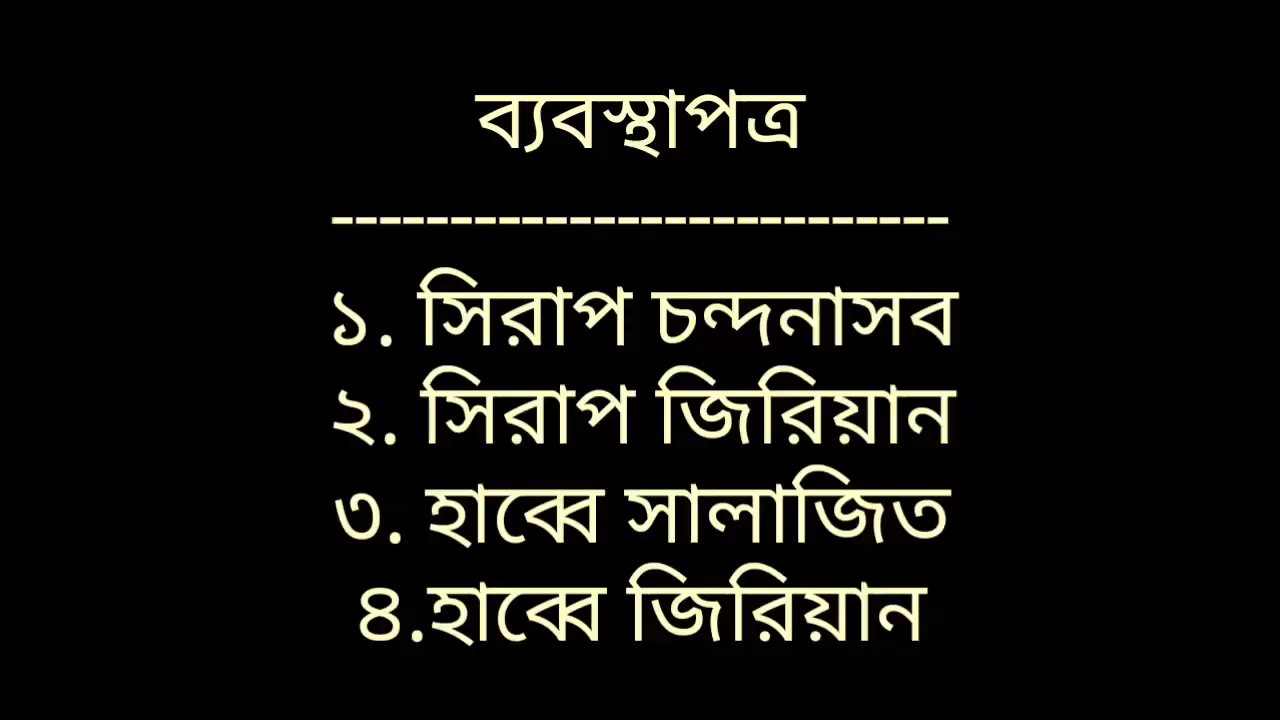 ব্যবস্থাপত্র
--------------------------
১. সিরাপ চন্দনাসব
২. সিরাপ জিরিয়ান
৩. হাব্বে সালাজিত
৪.হাব্বে জিরিয়ান